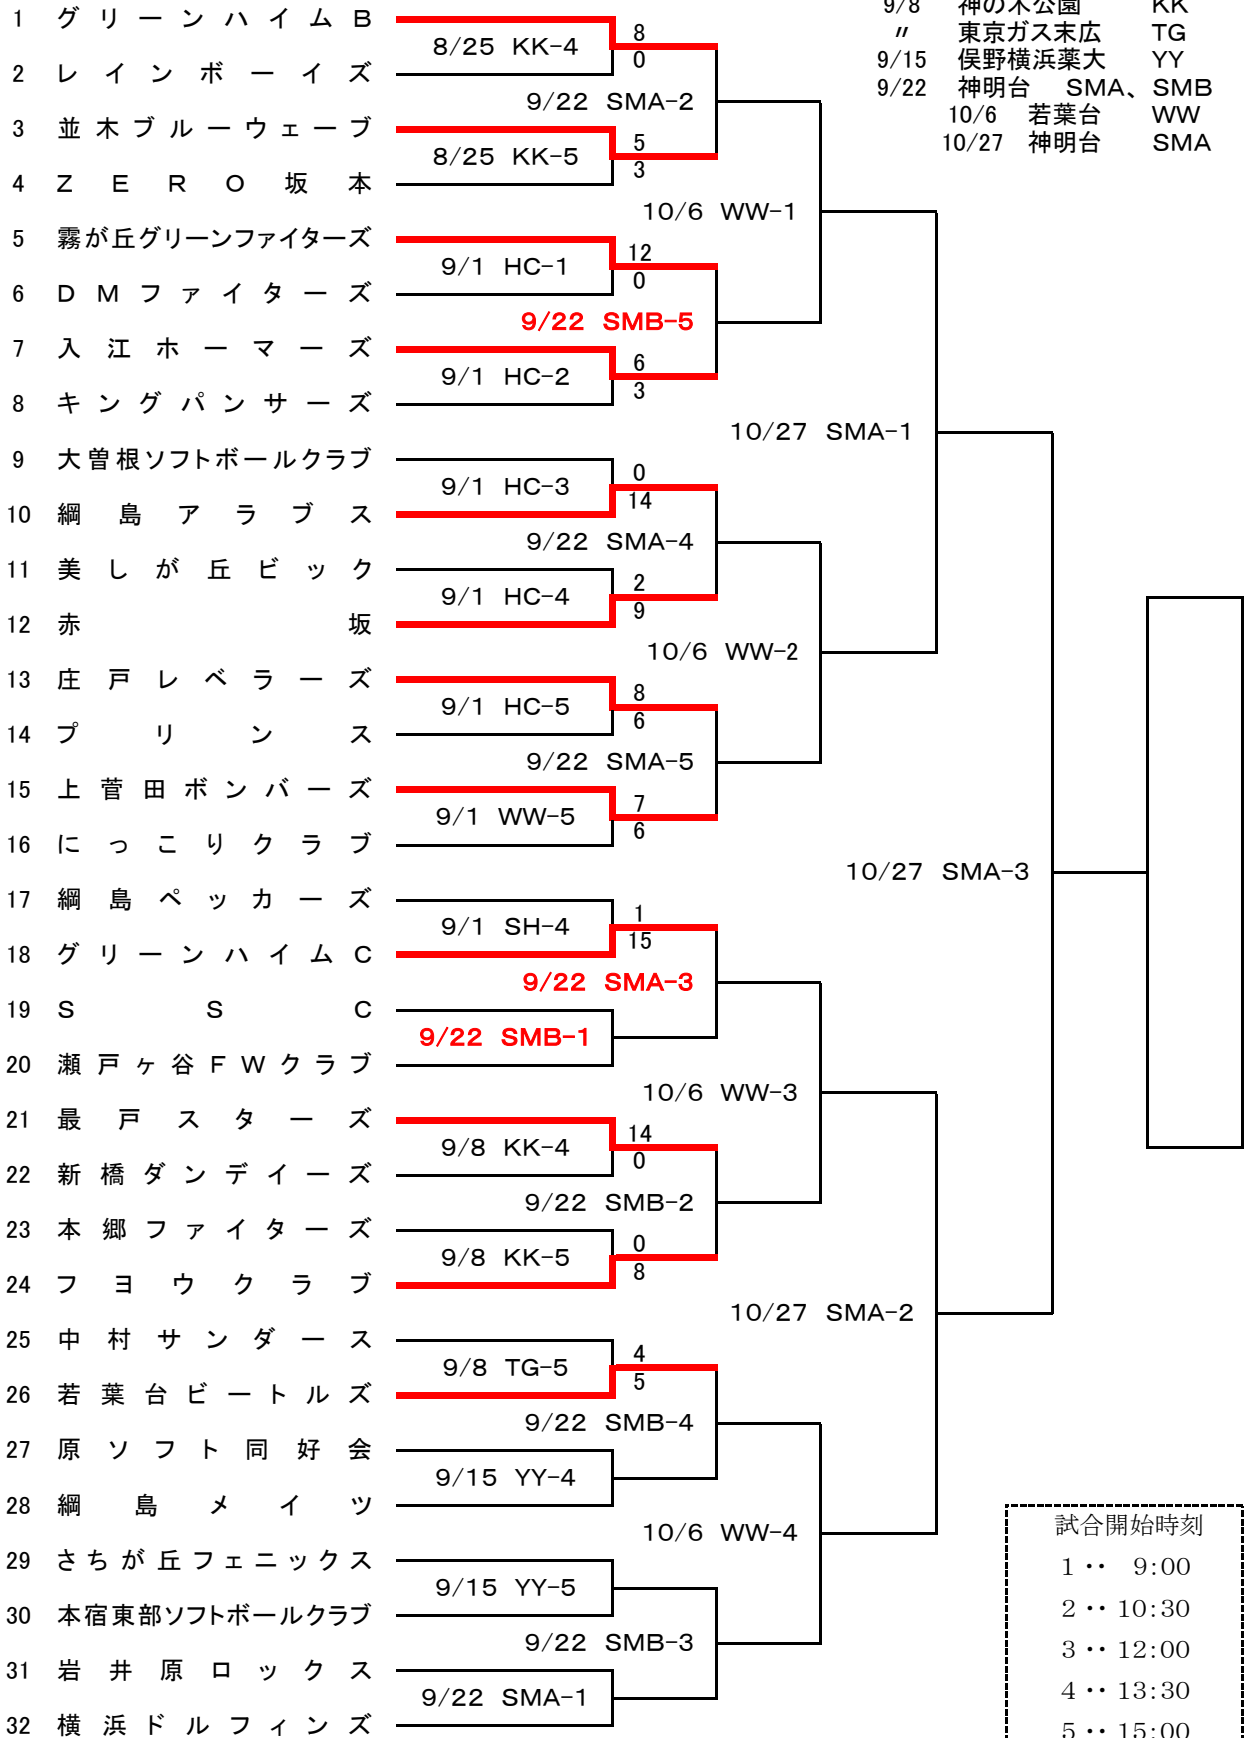 9/8 神の木公園 KK
〃 東京ガス末広 TG
9/15 俣野横浜薬大 YY
9/22 神明台 SMA、SMB
10/6 若葉台 WW
10/27 神明台 SMA
1 グリーンハイムB
8/25 KK-4
8
0
2 レインボーイズ
9/22 SMA-2
3 並木ブルーウェーブ
8/25 KK-5
5
3
4 ZERO坂本
10/6 WW-1
5 霧が丘グリーンファイターズ
9/1 HC-1
12
0
6 DMファイターズ
9/22 SMB-5
7 入江ホーマーズ
9/1 HC-2
6
3
8 キングパンサーズ
10/27 SMA-1
9 大曽根ソフトボールクラブ
9/1 HC-3
0
14
10 綱島アラブス
9/22 SMA-4
11 美しが丘ビック
9/1 HC-4
2
9
12 赤坂
10/6 WW-2
13 庄戸レベラーズ
9/1 HC-5
8
6
14 プリンス
9/22 SMA-5
15 上菅田ボンバーズ
9/1 WW-5
7
6
16 にっこりクラブ
10/27 SMA-3
17 綱島ペッカーズ
9/1 SH-4
1
15
18 グリーンハイムC
9/22 SMA-3
19 SSC
9/22 SMB-1
20 瀬戸ヶ谷FWクラブ
10/6 WW-3
21 最戸スターズ
9/8 KK-4
14
0
22 新橋ダンデイーズ
9/22 SMB-2
23 本郷ファイターズ
9/8 KK-5
0
8
24 フヨウクラブ
10/27 SMA-2
25 中村サンダース
9/8 TG-5
4
5
26 若葉台ビートルズ
9/22 SMB-4
27 原ソフト同好会
9/15 YY-4
28 綱島メイツ
10/6 WW-4
29 さちが丘フェニックス
9/15 YY-5
30 本宿東部ソフトボールクラブ
9/22 SMB-3
31 岩井原ロックス
9/22 SMA-1
32 横浜ドルフィンズ
試合開始時刻
1・・ 9:00
2・・10:30
3・・12:00
4・・13:30
5・・15:00